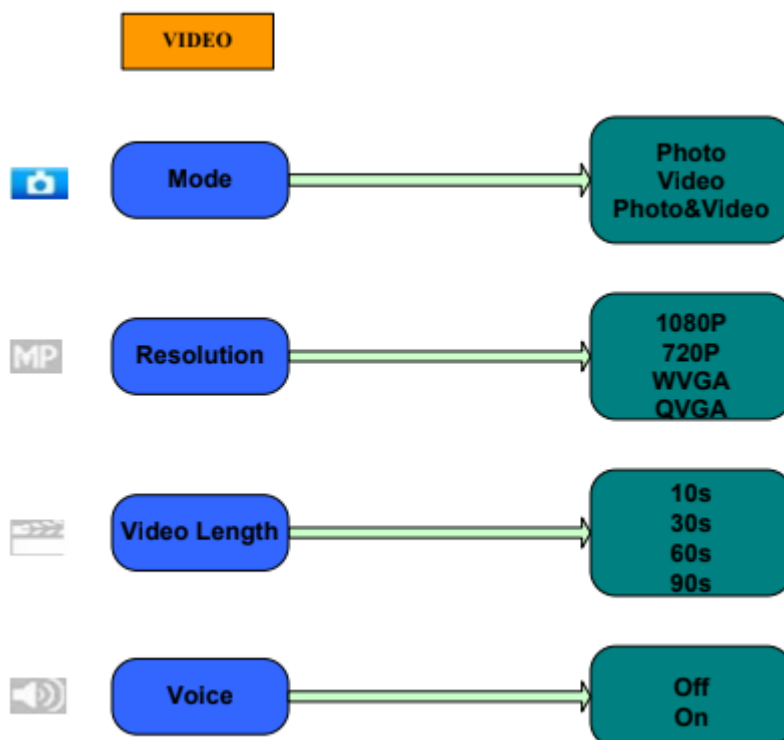 VIDEO
Mode
Photo
Video
Photo&Video
MP
Resolution
1080P
720P
WVGA
QVGA
Video Length
10s
30s
60s
90s
Voice
Off
On